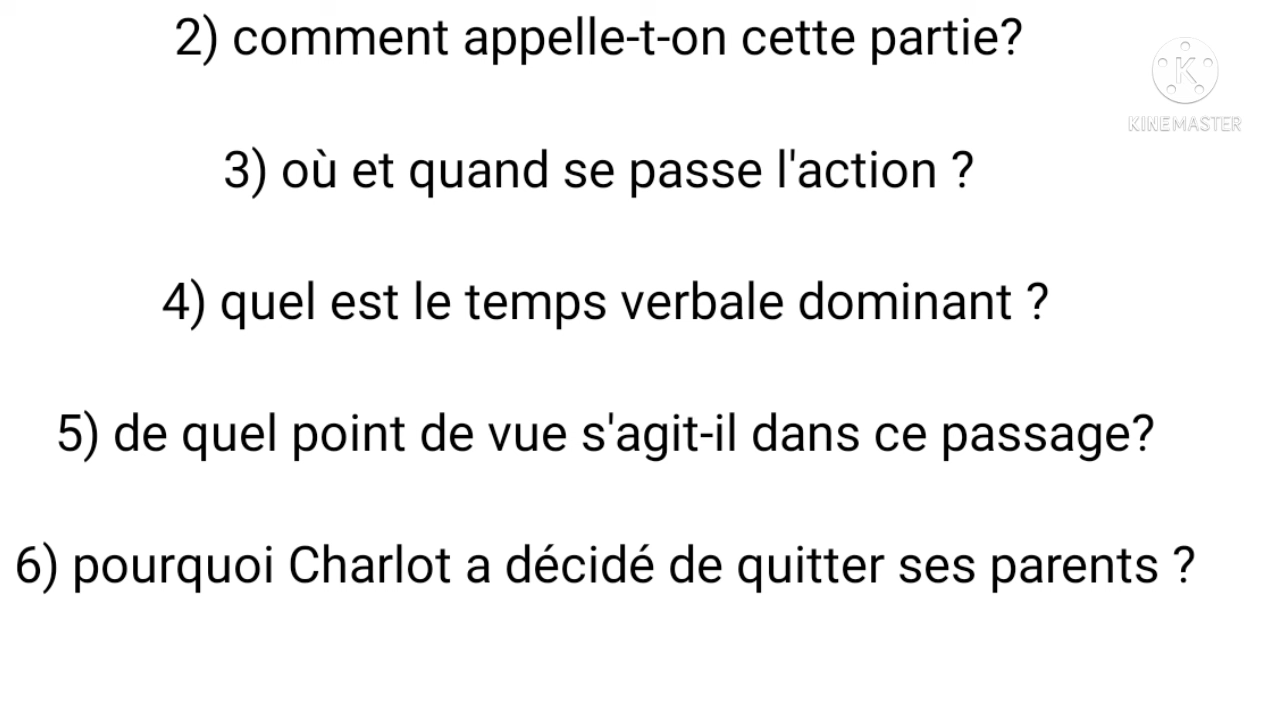 2) comment appelle-t-on cette partie?
K
KINEMASTER
3) où et quand se passe l'action ?
4) quel est le temps verbale dominant ?
5) de quel point de vue s'agit-il dans ce passage?
6) pourquoi Charlot a décidé de quitter ses parents ?